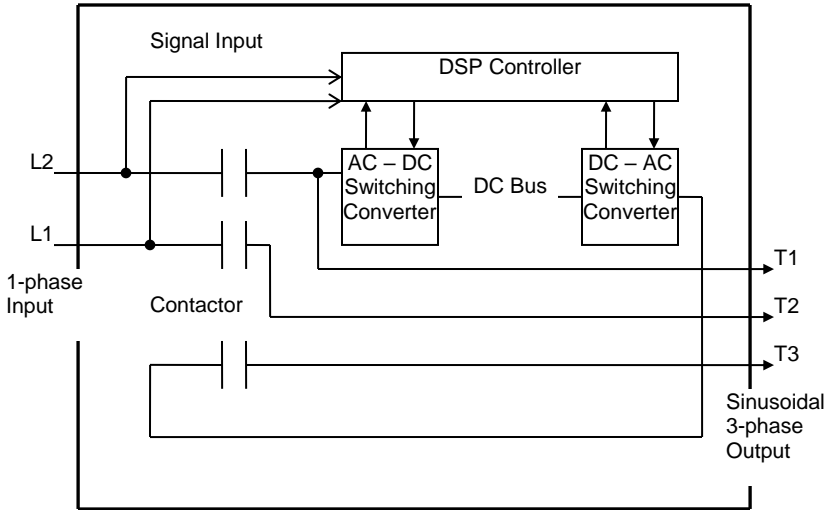 Signal Input
DSP Controller
L2
AC – DC
Switching
Converter
DC Bus
DC – AC
Switching
Converter
L1
T1
1-phase
Input
Contactor
T2
T3
Sinusoidal
3-phase
Output